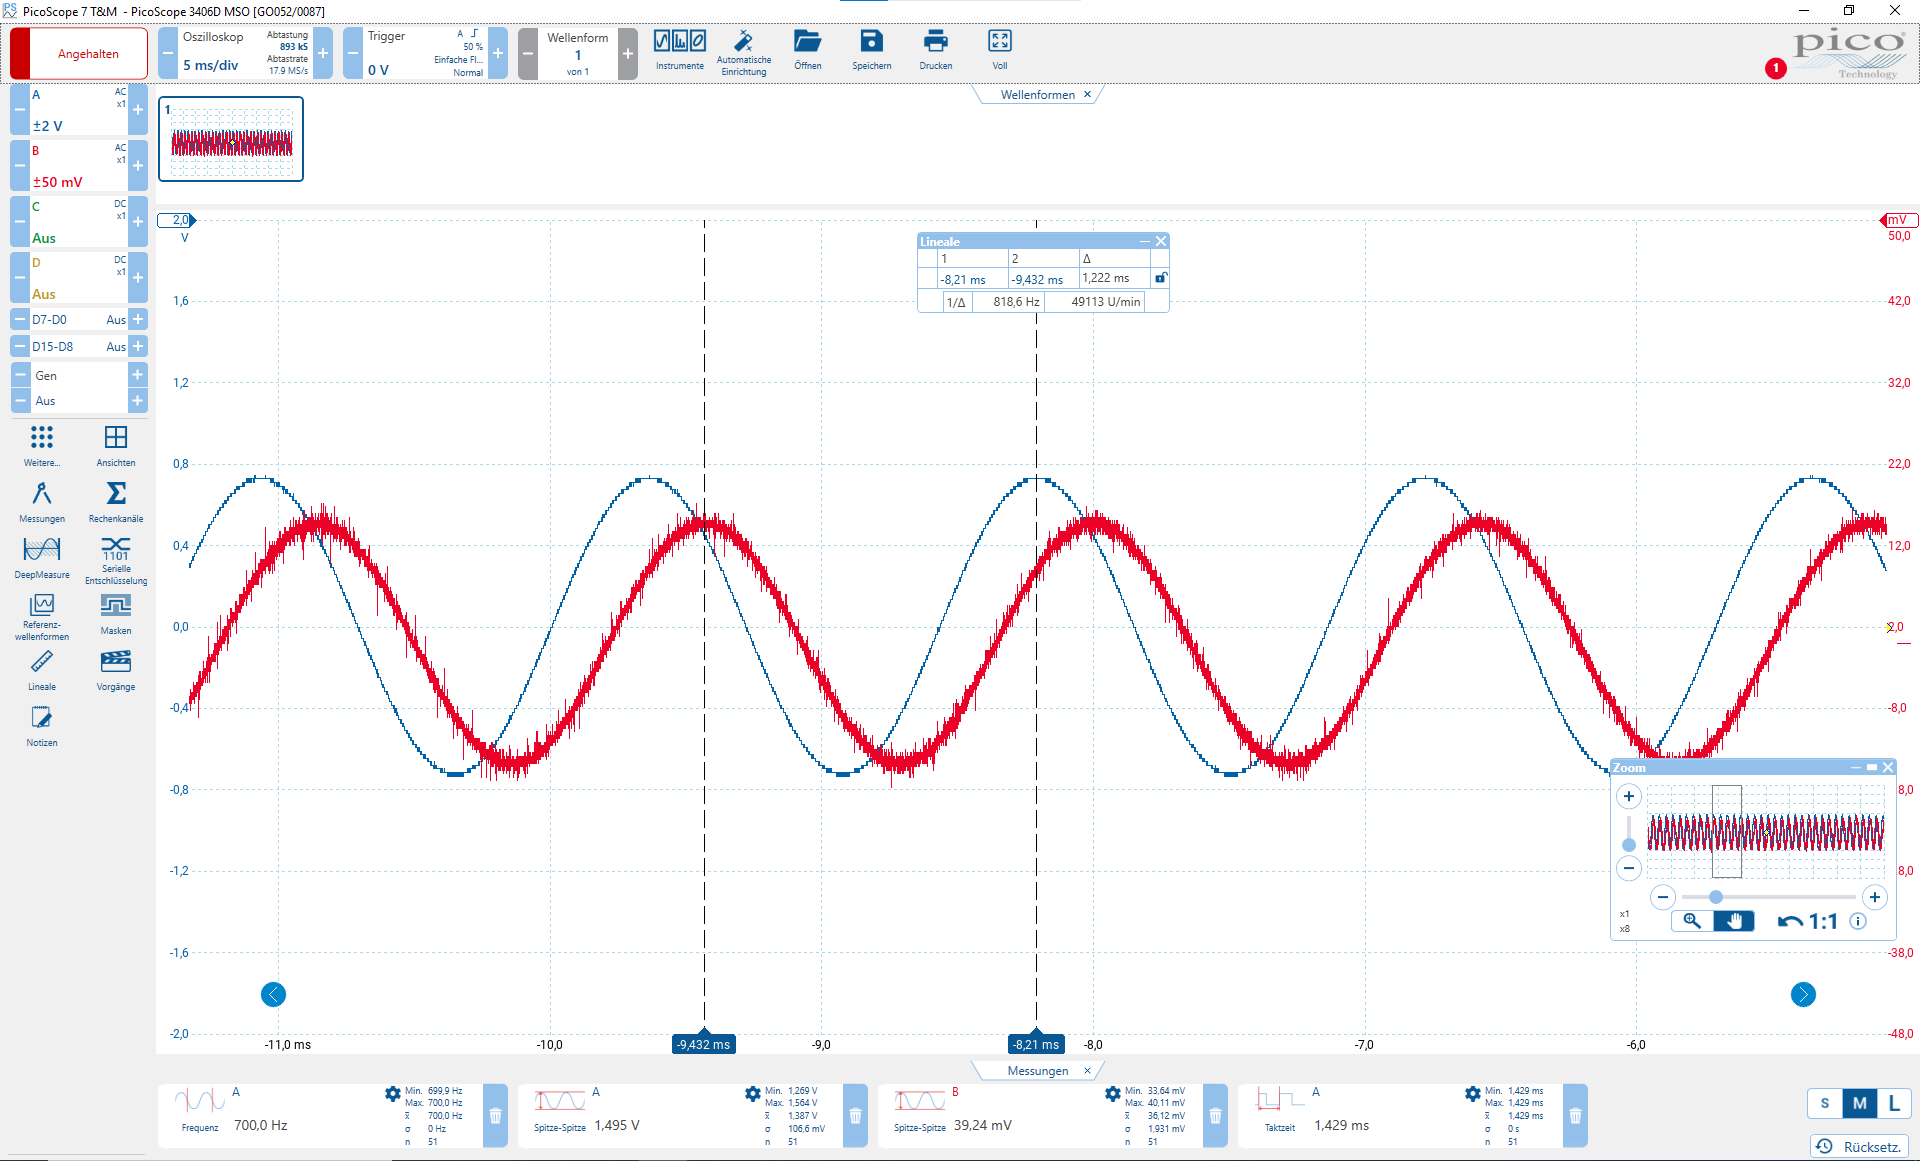 PicoScope 7 T&M - PicoScope 3406D MSO [GO052/0087]
Angehalten
Oszilloskop
5 ms/div
Abtastung
893 kS
Abtastrate
17.9 MS/s
Trigger
0 V
A
50 %
Einfache Fl...
Normal
Wellenform
1
von 1
Instrumente
Automatische
Einrichtung
Öffnen
Speichern
Drucken
Voll
1
pico
Technology
A
AC
x1
±2 V
B
AC
x1
±50 mV
C
DC
x1
Aus
D
DC
x1
Aus
D7-D0 Aus
D15-D8 Aus
Gen
Aus
Weitere...
Ansichten
Messungen
Rechenkanäle
DeepMeasure
1101
Serielle
Entschlüsselung
Referenz-
wellenformen
Masken
Lineale
Vorgänge
Notizen
Wellenformen ×
1
2,0
V
1,6
1,2
0,8
0,4
0,0
-0,4
-0,8
-1,2
-1,6
-2,0
mV
50,0
42,0
32,0
22,0
12,0
2,0
-8,0
8,0
8,0
-38,0
-48,0
Lineale
1 2 Δ
-8,21 ms -9,432 ms 1,222 ms
1/Δ 818,6 Hz 49113 U/min
Zoom
x1
x8
1:1
-11,0 ms -10,0 -9,432 ms -9,0 -8,21 ms -8,0 -7,0 -6,0
Messungen ×
A
Frequenz 700,0 Hz
Min. 699,9 Hz
Max. 700,0 Hz
x̄ 700,0 Hz
σ 0 Hz
n 51
A
Spitze-Spitze 1,495 V
Min. 1,269 V
Max. 1,564 V
x̄ 1,387 V
σ 106,6 mV
n 51
B
Spitze-Spitze 39,24 mV
Min. 33,64 mV
Max. 40,11 mV
x̄ 36,12 mV
σ 1,931 mV
n 51
A
Taktzeit 1,429 ms
Min. 1,429 ms
Max. 1,429 ms
x̄ 1,429 ms
σ 0 s
n 51
S M L
Rücksetz.